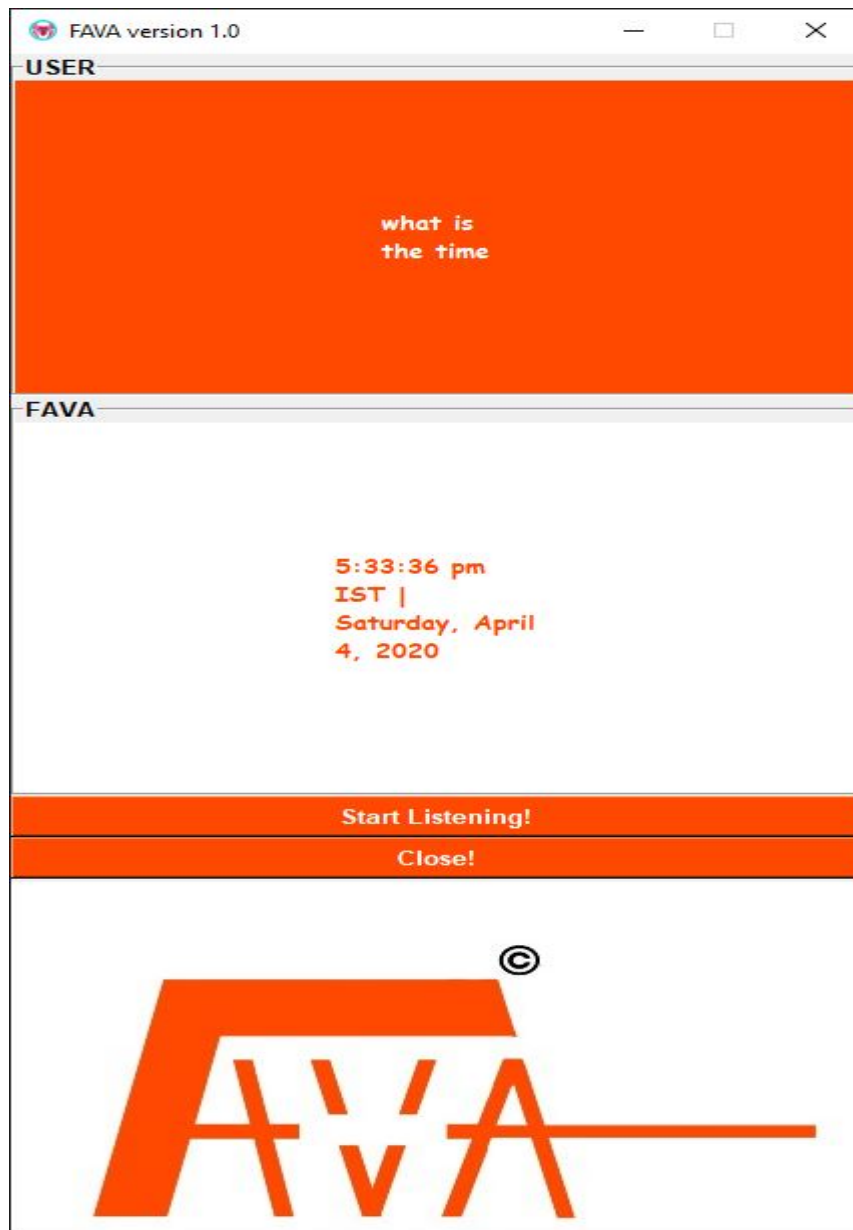 FAVA version 1.0
USER
what is
the time
FAVA
5:33:36 pm
IST |
Saturday, April
4, 2020
Start Listening!
Close!
©
FAVA